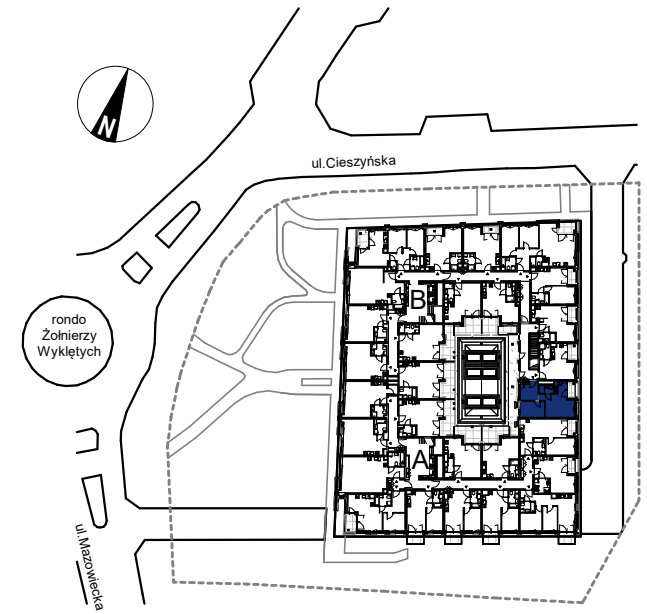 N
ul.Cieszyńska
B
rondo
Żołnierzy
Wyklętych
A
ul.Mazowiecka